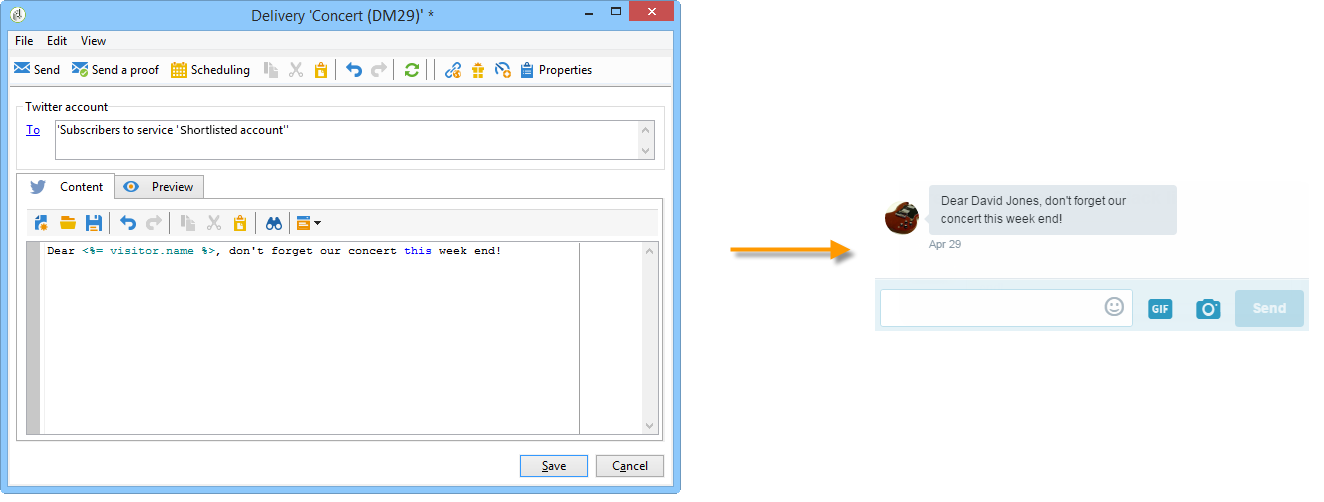 Delivery 'Concert (DM29)' *
File Edit View
Send Send a proof Scheduling Properties
Twitter account
To 'Subscribers to service 'Shortlisted account''
Content Preview
Dear <%= visitor.name %>, don't forget our concert this week end!
Save Cancel
Dear David Jones, don't forget our
concert this week end!
Apr 29
GIF Send